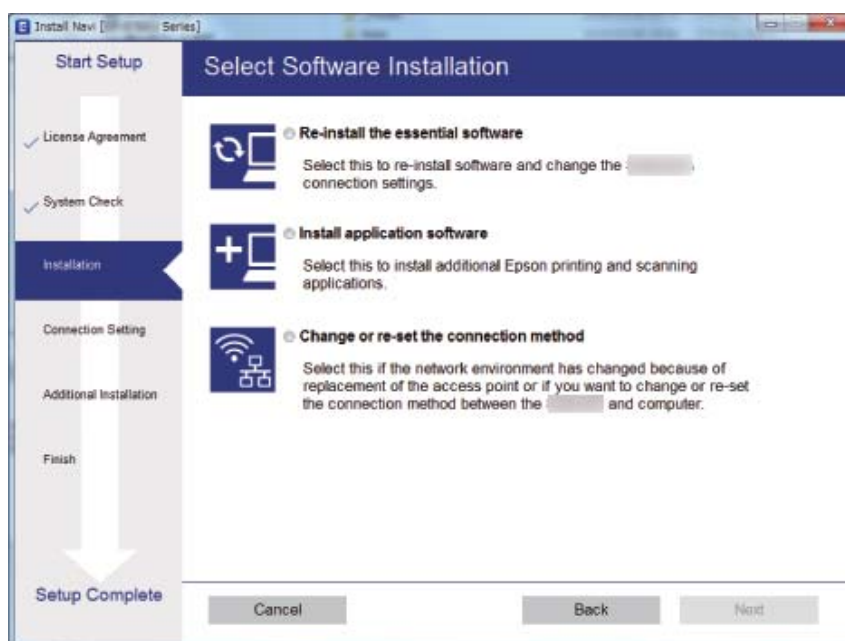 Install Navi [ Series]
Start Setup
License Agreement
System Check
Installation
Connection Setting
Additional Installation
Finish
Setup Complete
Select Software Installation
Re-install the essential software
Select this to re-install software and change the
connection settings.
Install application software
Select this to install additional Epson printing and scanning
applications.
Change or re-set the connection method
Select this if the network environment has changed because of
replacement of the access point or if you want to change or re-set
the connection method between the and computer.
Cancel
Back
Next